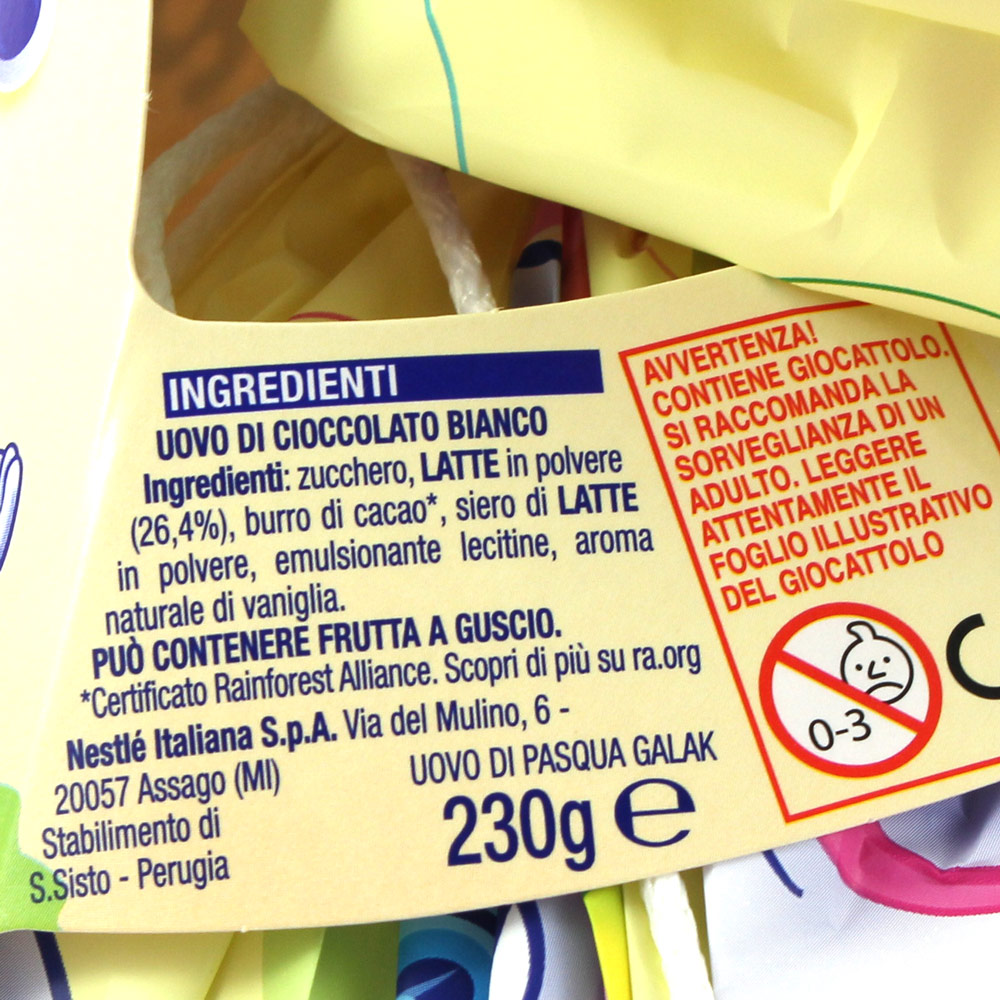 INGREDIENTI
UOVO DI CIOCCOLATO BIANCO
Ingredienti: zucchero, LATTE in polvere
(26,4%), burro di cacao*, siero di LATTE
in polvere, emulsionante lecitine, aroma
naturale di vaniglia.
PUÒ CONTENERE FRUTTA A GUSCIO.
*Certificato Rainforest Alliance. Scopri di più su ra.org
Nestlé Italiana S.p.A. Via del Mulino, 6 -
20057 Assago (MI)
Stabilimento di
S.Sisto - Perugia
UOVO DI PASQUA GALAK
230g ℮
AVVERTENZA!
CONTIENE GIOCATTOLO.
SI RACCOMANDA LA
SORVEGLIANZA DI UN
ADULTO. LEGGERE
ATTENTAMENTE IL
FOGLIO ILLUSTRATIVO
DEL GIOCATTOLO
0-3